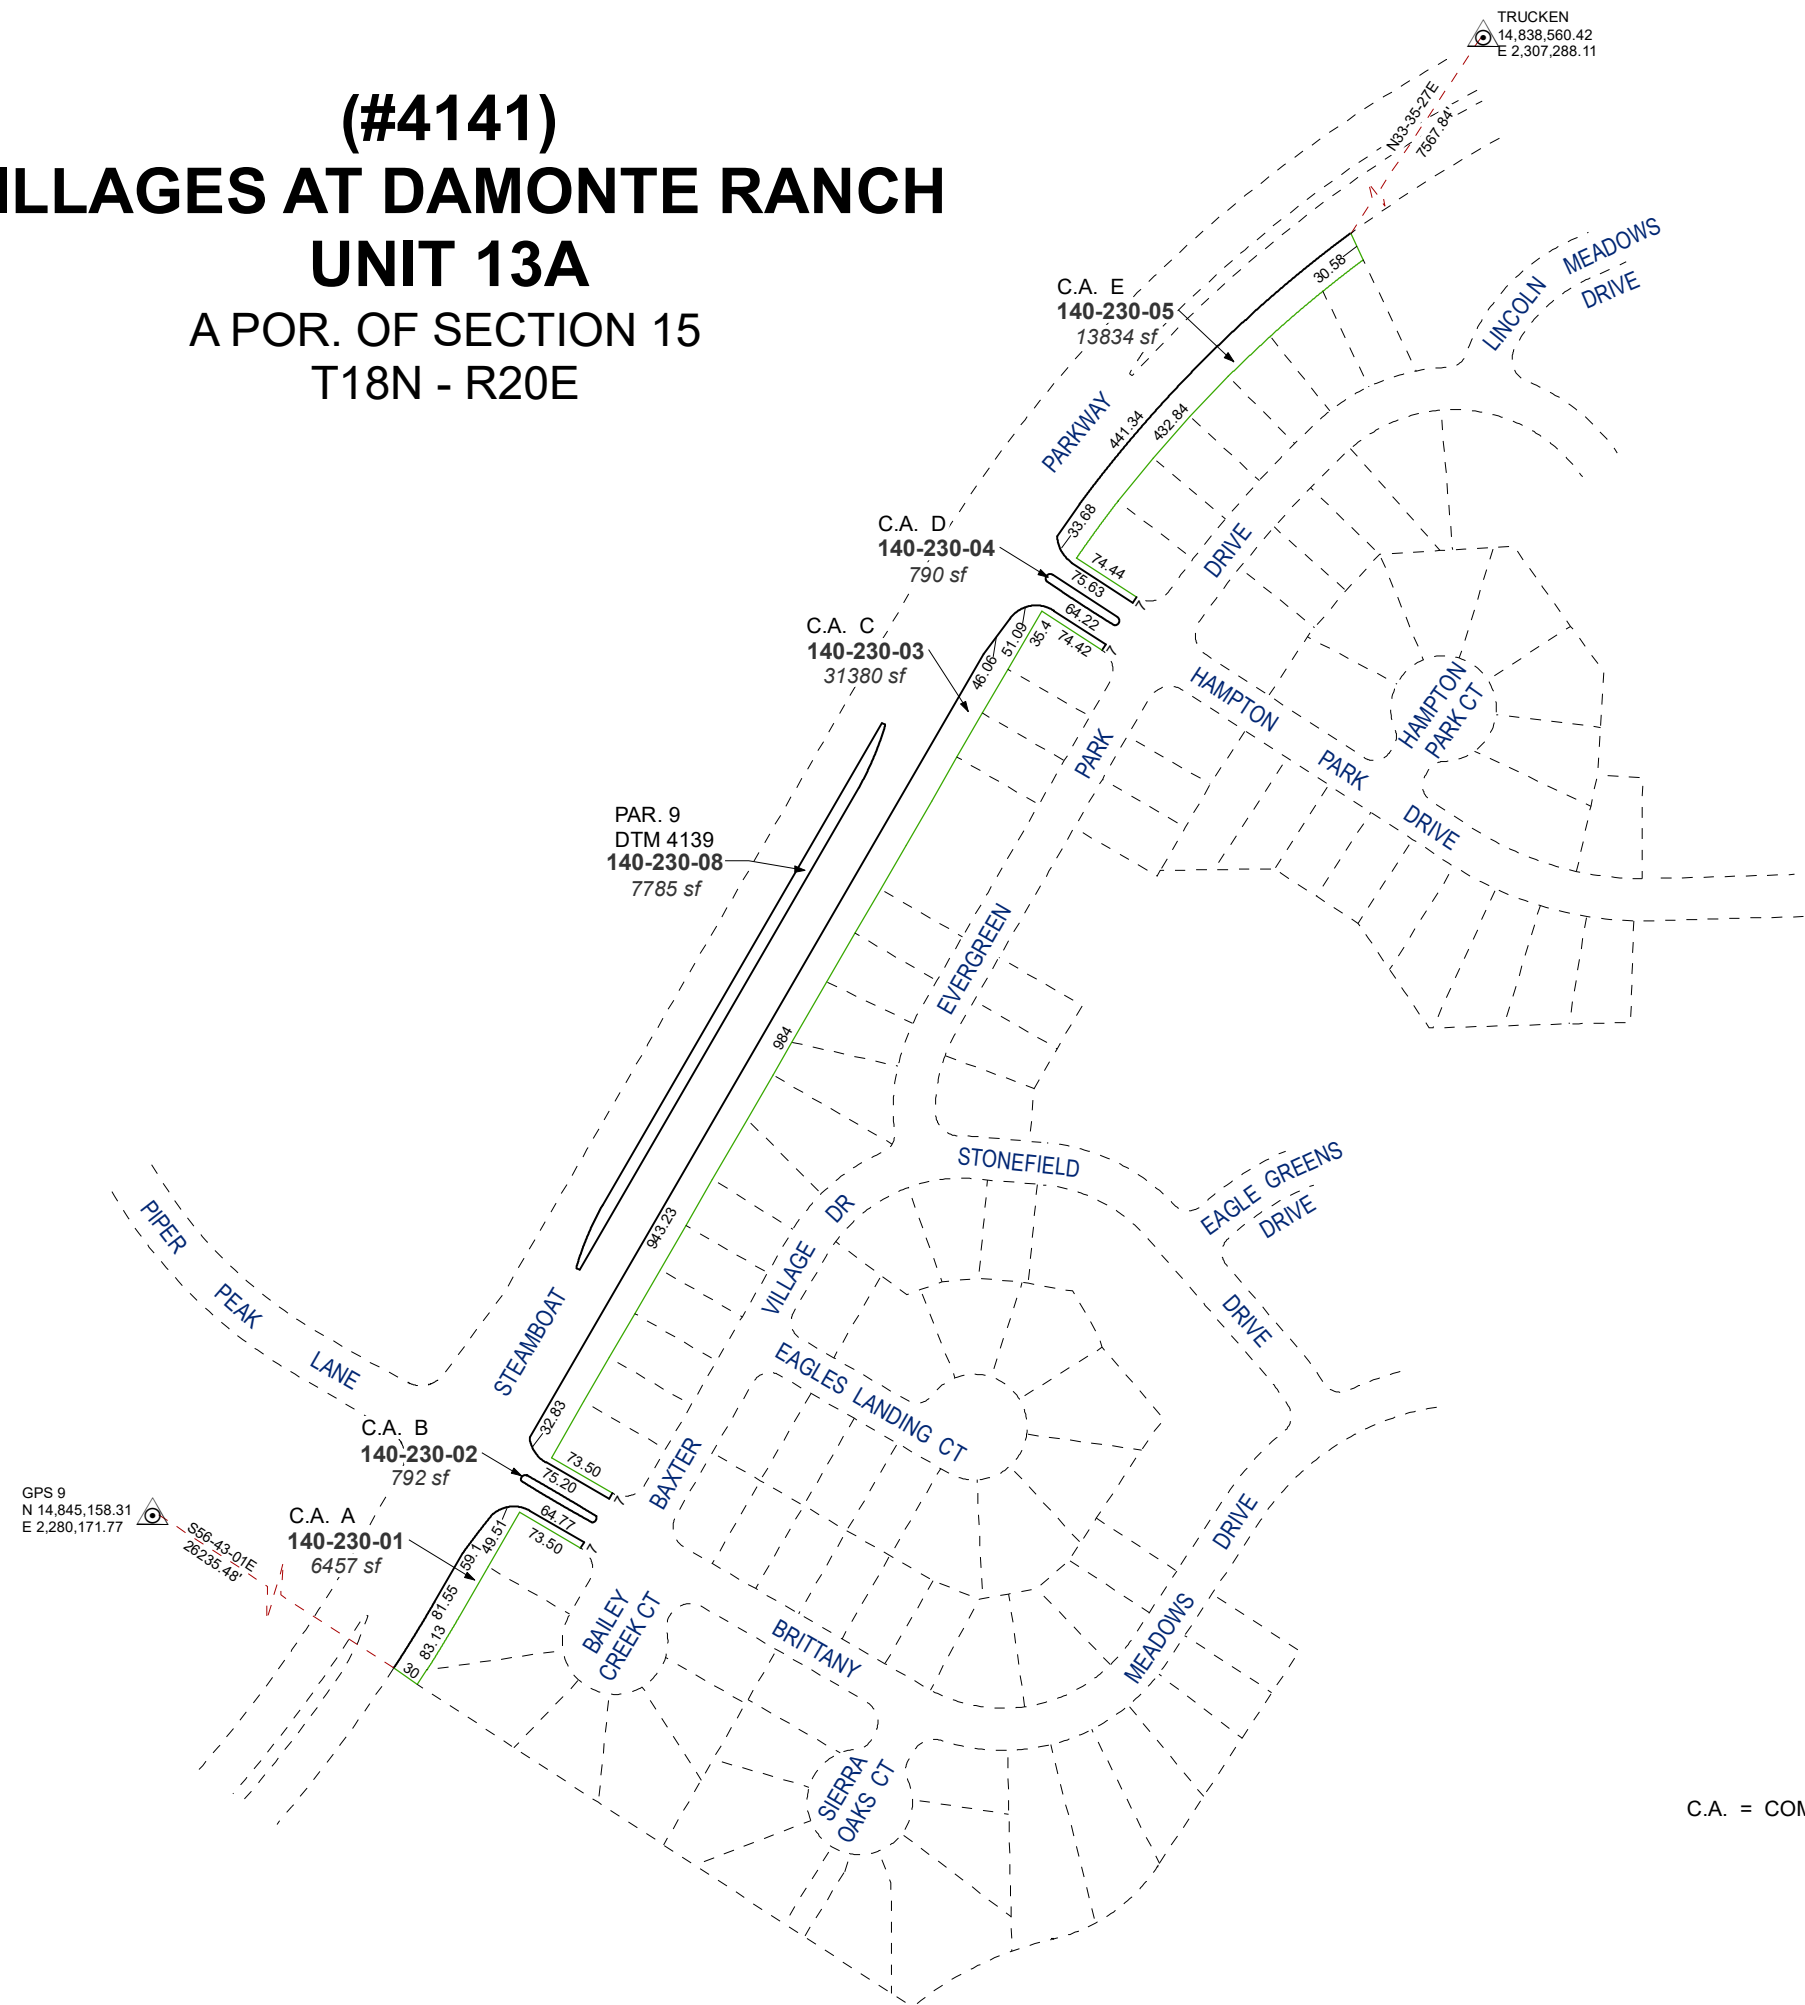 TRUCKEN
14,838,560.42
E 2,307,288.11
(#4141)
ILLAGES AT DAMONTE RANCH
UNIT 13A
A POR. OF SECTION 15
T18N - R20E
N33-35-27E
7567.84'
C.A. E
140-230-05
13834 sf
30.58
LINCOLN MEADOWS
DRIVE
PARKWAY
441.34
432.84
33.68
74.44
7
C.A. D
140-230-04
790 sf
75.63
64.22
DRIVE
C.A. C
140-230-03
31380 sf
46.06
51.09
35.4
74.42
7
HAMPTON
PARK
DRIVE
HAMPTON
PARK CT
PARK
EVERGREEN
PAR. 9
DTM 4139
140-230-08
7785 sf
984
943.23
STONEFIELD
DRIVE
EAGLE GREENS
DRIVE
VILLAGE DR
BAXTER
PIPER
PEAK
LANE
STEAMBOAT
EAGLES LANDING CT
32.83
73.50
7
C.A. B
140-230-02
792 sf
75.20
64.77
GPS 9
N 14,845,158.31
E 2,280,171.77
S56-43-01E
26235.48'
C.A. A
140-230-01
6457 sf
59.1
49.51
73.50
7
81.55
83.13
30
BAILEY
CREEK CT
BRITTANY
MEADOWS
DRIVE
SIERRA
OAKS CT
C.A. = COM